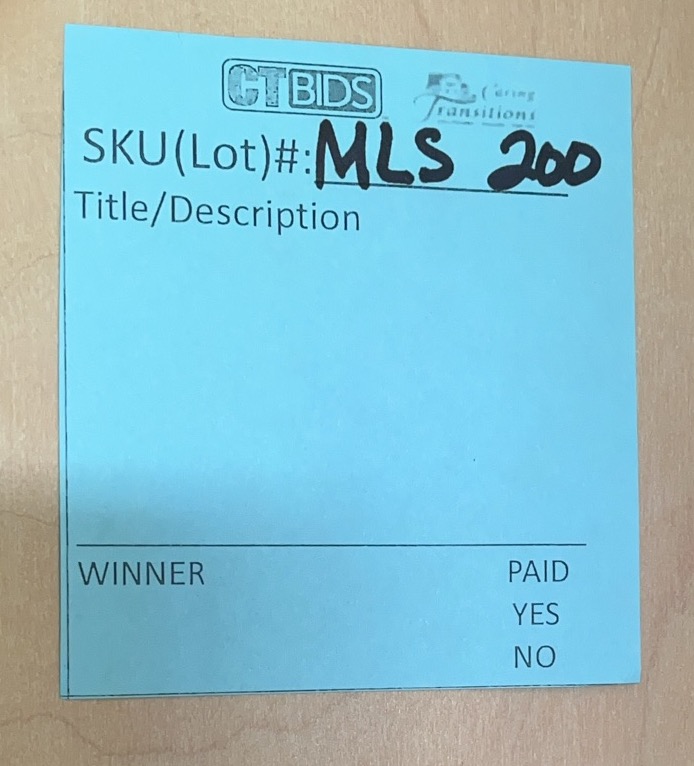 CTBIDS Caring Transitions
SKU(Lot)#: MLS 200
Title/Description
WINNER PAID
YES
NO